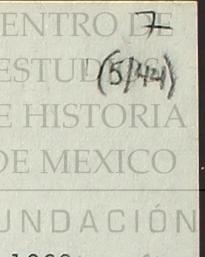 ENTRO DE
7
ESTUD
(5/44)
E HISTORIA
DE MEXICO
UNDACIÓN